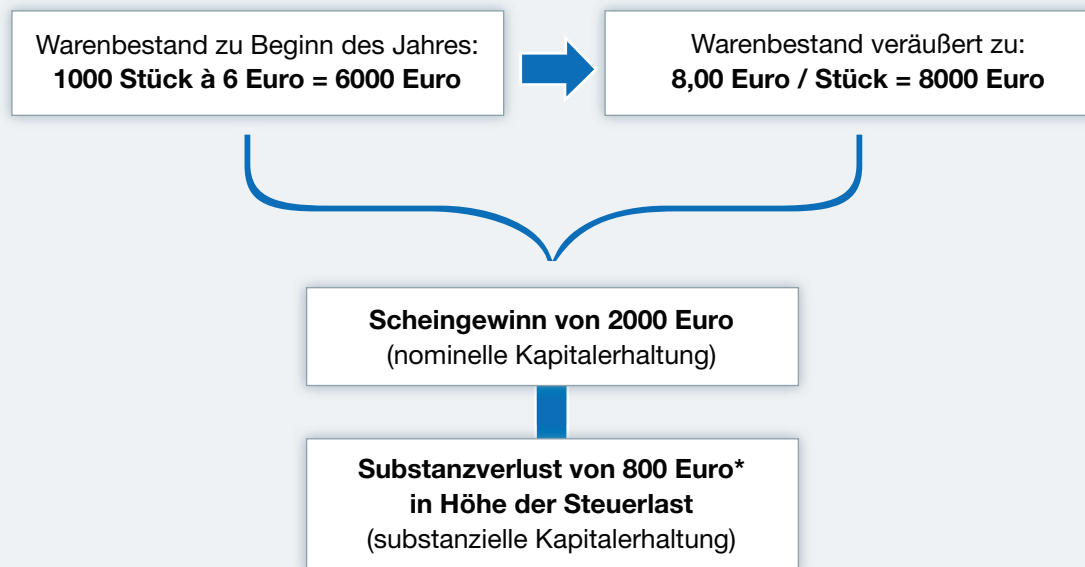 Warenbestand zu Beginn des Jahres:
1000 Stück à 6 Euro = 6000 Euro
Warenbestand veräußert zu:
8,00 Euro / Stück = 8000 Euro
Scheingewinn von 2000 Euro
(nominelle Kapitalerhaltung)
Substanzverlust von 800 Euro*
in Höhe der Steuerlast
(substanzielle Kapitalerhaltung)